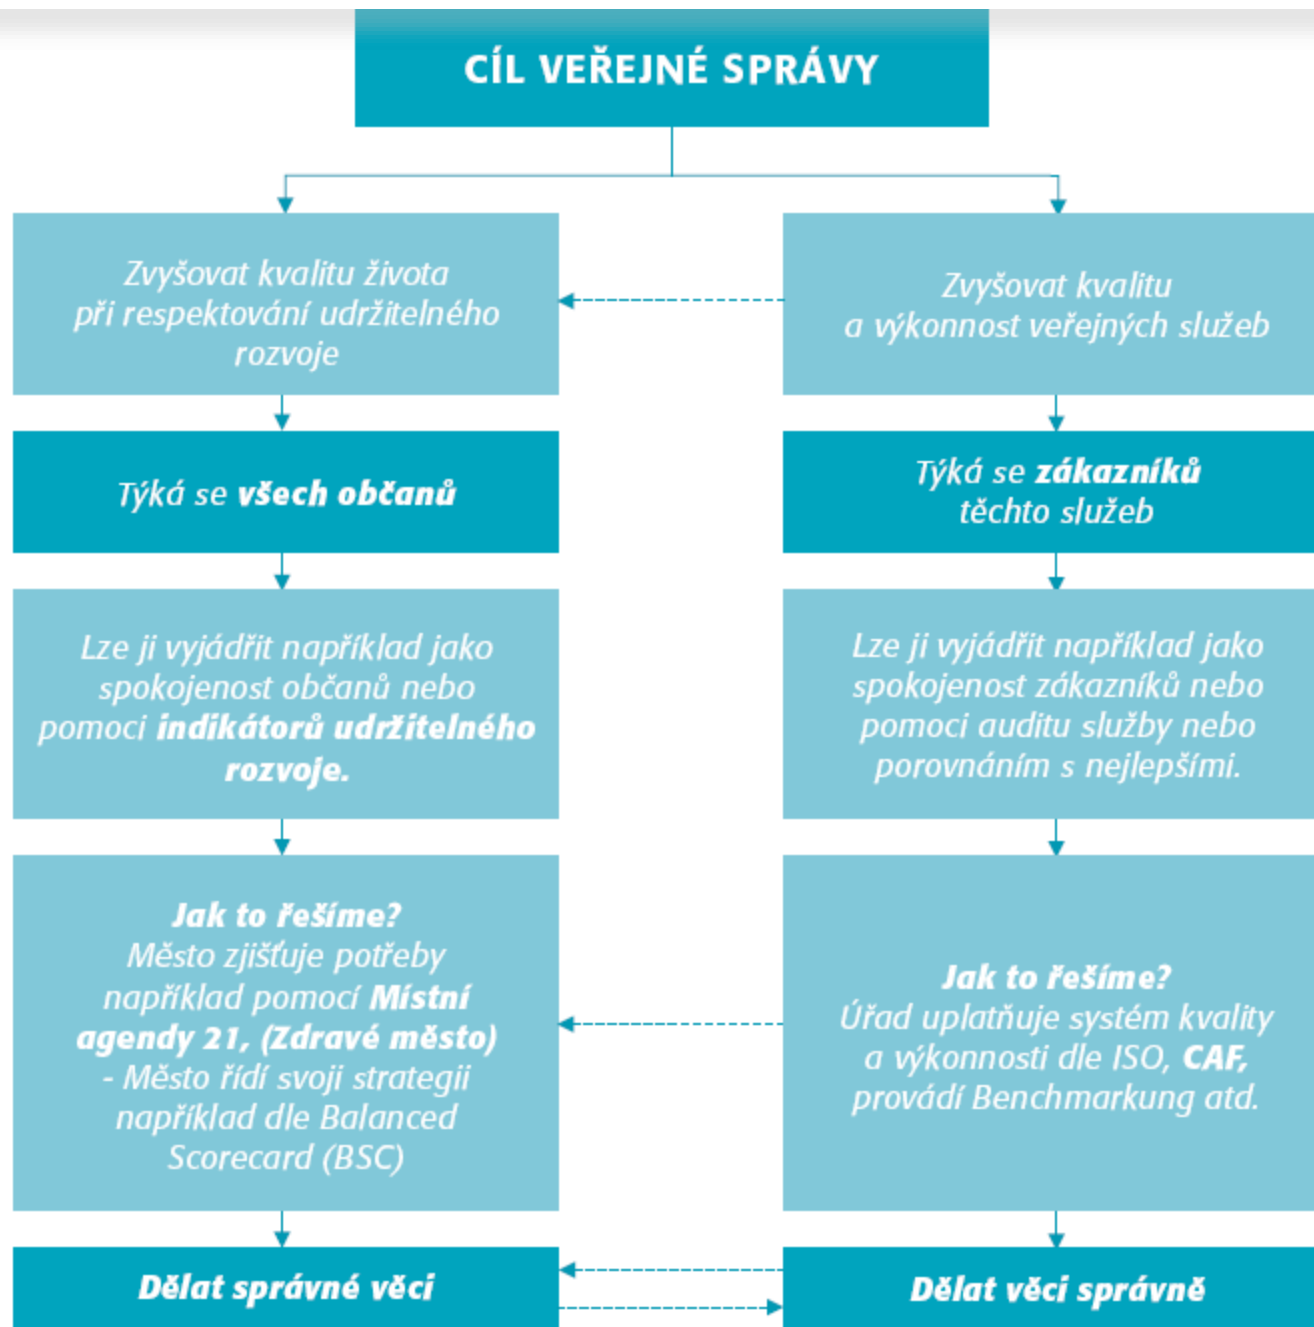 CÍL VEŘEJNÉ SPRÁVY
Zvyšovat kvalitu života
při respektování udržitelného
rozvoje
Týká se všech občanů
Lze ji vyjádřit například jako
spokojenost občanů nebo
pomoci indikátorů udržitelného
rozvoje.
Jak to řešíme?
Město zjišťuje potřeby
například pomocí Místní
agendy 21, (Zdravé město)
- Město řídí svoji strategii
například dle Balanced
Scorecard (BSC)
Dělat správné věci
Zvyšovat kvalitu
a výkonnost veřejných služeb
Týká se zákazníků
těchto služeb
Lze ji vyjádřit například jako
spokojenost zákazníků nebo
pomoci auditu služby nebo
porovnáním s nejlepšími.
Jak to řešíme?
Úřad uplatňuje systém kvality
a výkonnosti dle ISO, CAF,
provádí Benchmarkung atd.
Dělat věci správně